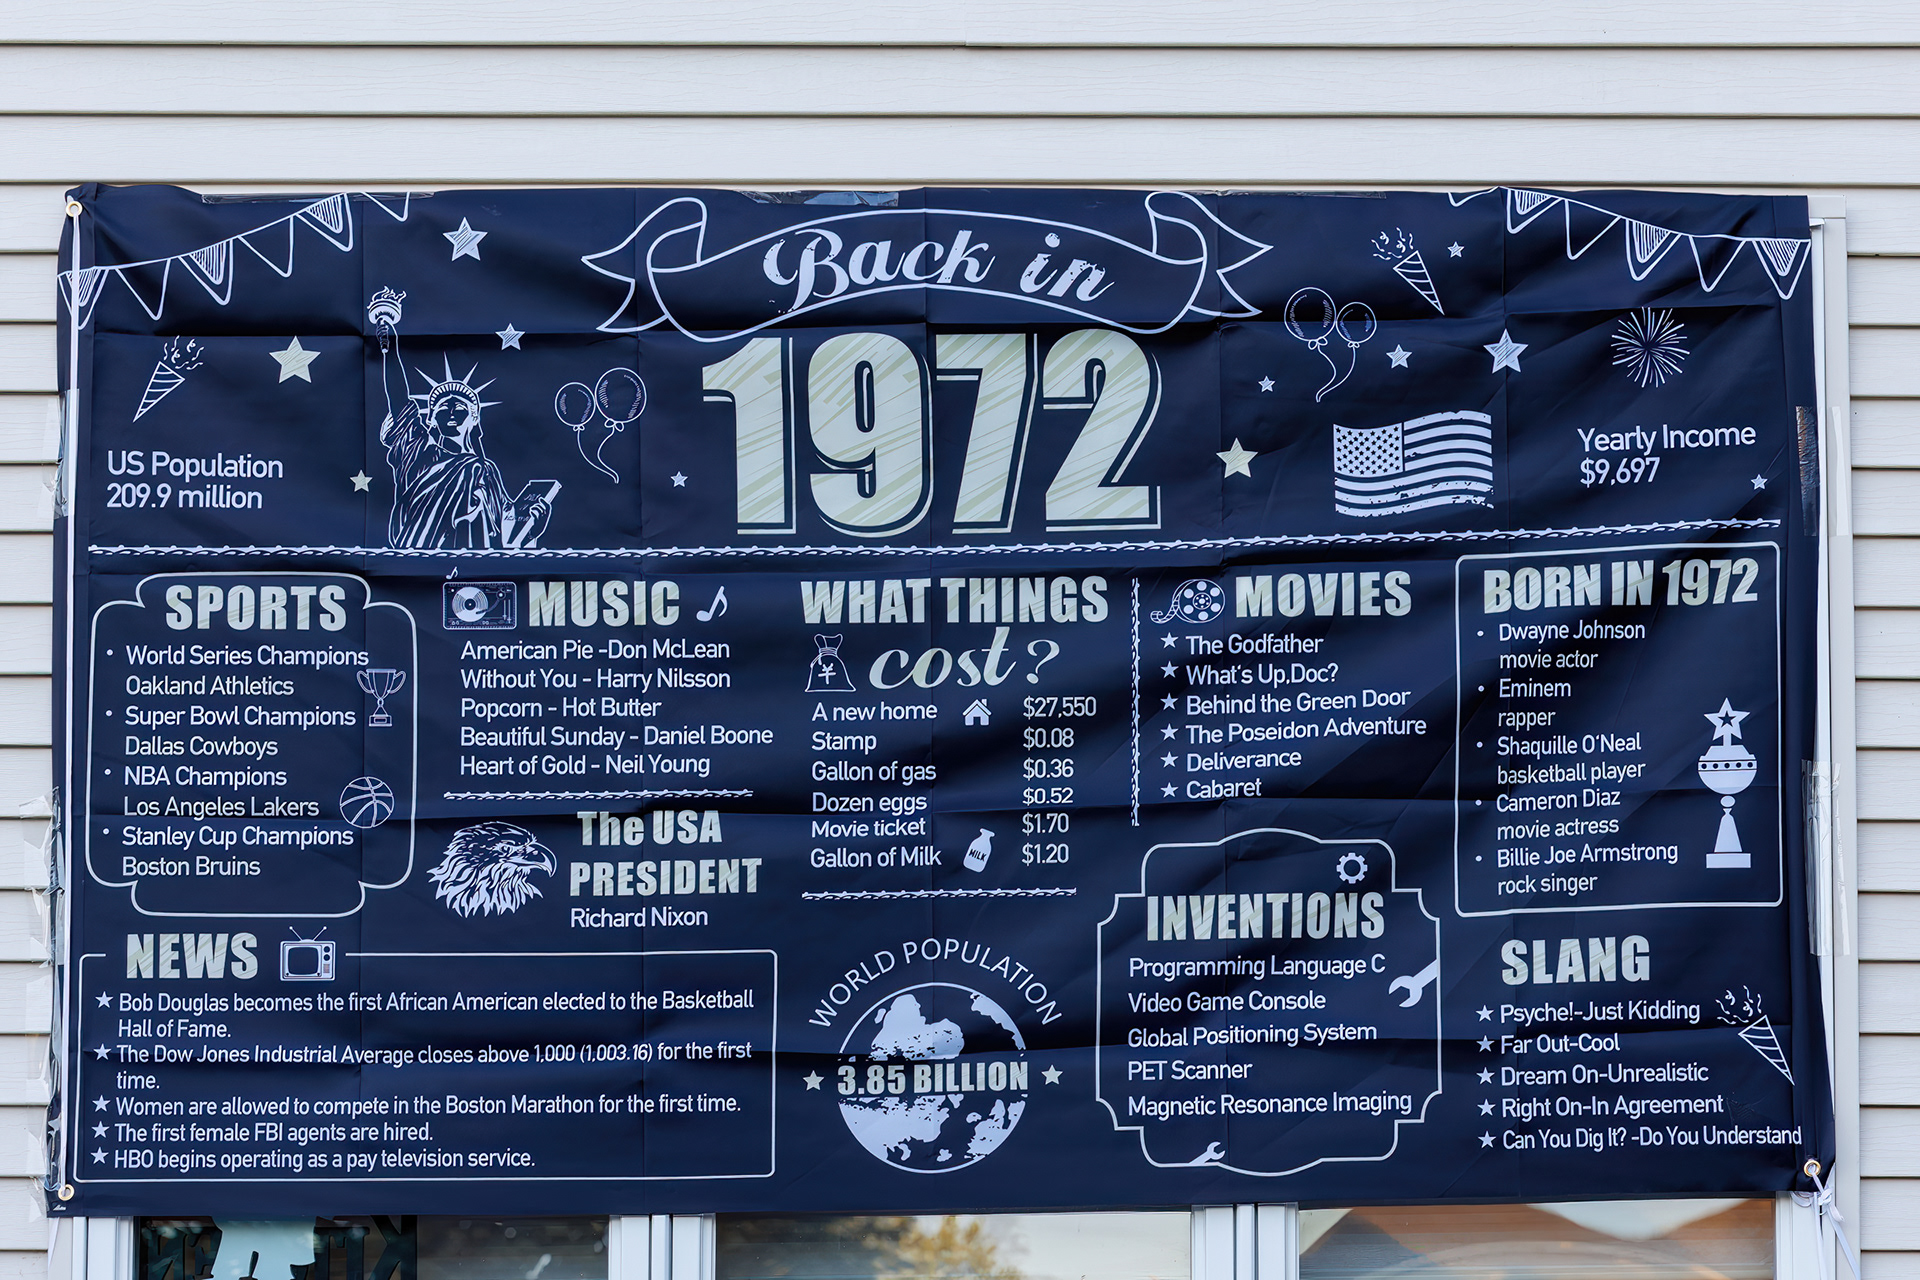 Back in
1972
US Population
209.9 million
Yearly Income
$9,697
SPORTS
• World Series Champions
Oakland Athletics
• Super Bowl Champions
Dallas Cowboys
• NBA Champions
Los Angeles Lakers
• Stanley Cup Champions
Boston Bruins
MUSIC
American Pie -Don McLean
Without You - Harry Nilsson
Popcorn - Hot Butter
Beautiful Sunday - Daniel Boone
Heart of Gold - Neil Young
The USA
PRESIDENT
Richard Nixon
WHAT THINGS
cost?
¥
A new home $27,550
Stamp $0.08
Gallon of gas $0.36
Dozen eggs $0.52
Movie ticket $1.70
Gallon of Milk MILK $1.20
MOVIES
★ The Godfather
★ What's Up,Doc?
★ Behind the Green Door
★ The Poseidon Adventure
★ Deliverance
★ Cabaret
BORN IN 1972
• Dwayne Johnson
movie actor
• Eminem
rapper
• Shaquille O'Neal
basketball player
• Cameron Diaz
movie actress
• Billie Joe Armstrong
rock singer
NEWS
★ Bob Douglas becomes the first African American elected to the Basketball
Hall of Fame.
★ The Dow Jones Industrial Average closes above 1,000 (1,003.16) for the first
time.
★ Women are allowed to compete in the Boston Marathon for the first time.
★ The first female FBI agents are hired.
★ HBO begins operating as a pay television service.
WORLD POPULATION
★ 3.85 BILLION ★
INVENTIONS
Programming Language C
Video Game Console
Global Positioning System
PET Scanner
Magnetic Resonance Imaging
SLANG
★ Psyche!-Just Kidding
★ Far Out-Cool
★ Dream On-Unrealistic
★ Right On-In Agreement
★ Can You Dig It? -Do You Understand